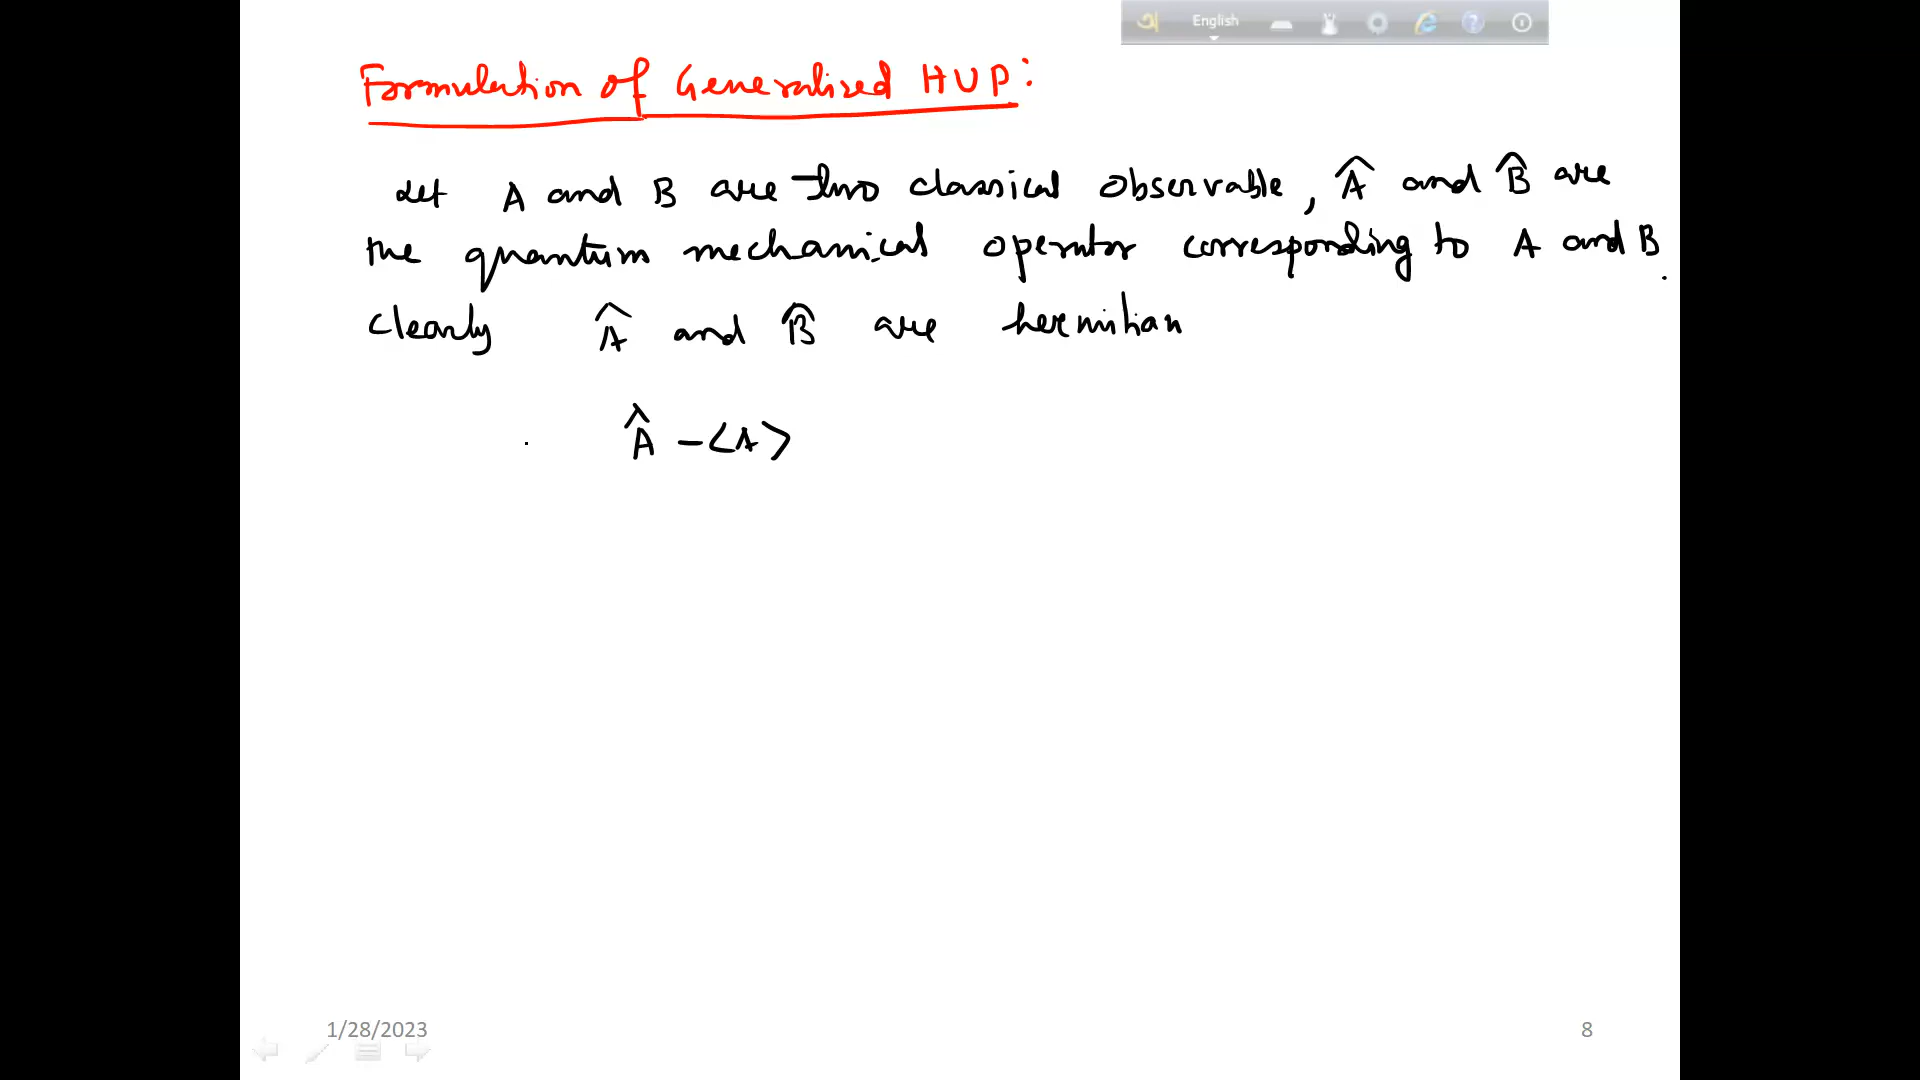 English
Formulation of Generalised HUP:
Let A and B are two classical observable, Â and B̂ are
the quantum mechanical operator corresponding to A and B.
Clearly Â and B̂ are hermitian
Â - <A>
1/28/2023
8